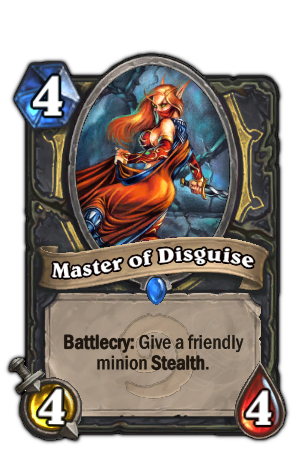 4
Master of Disguise
Battlecry: Give a friendly
minion Stealth.
4
4